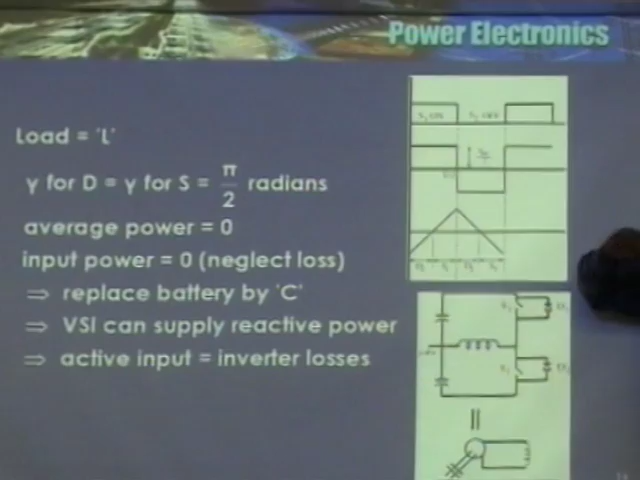 Power Electronics
Load = 'L'
γ for D = γ for S = π/2 radians
average power = 0
input power = 0 (neglect loss)
⇒ replace battery by 'C'
⇒ VSI can supply reactive power
⇒ active input = inverter losses